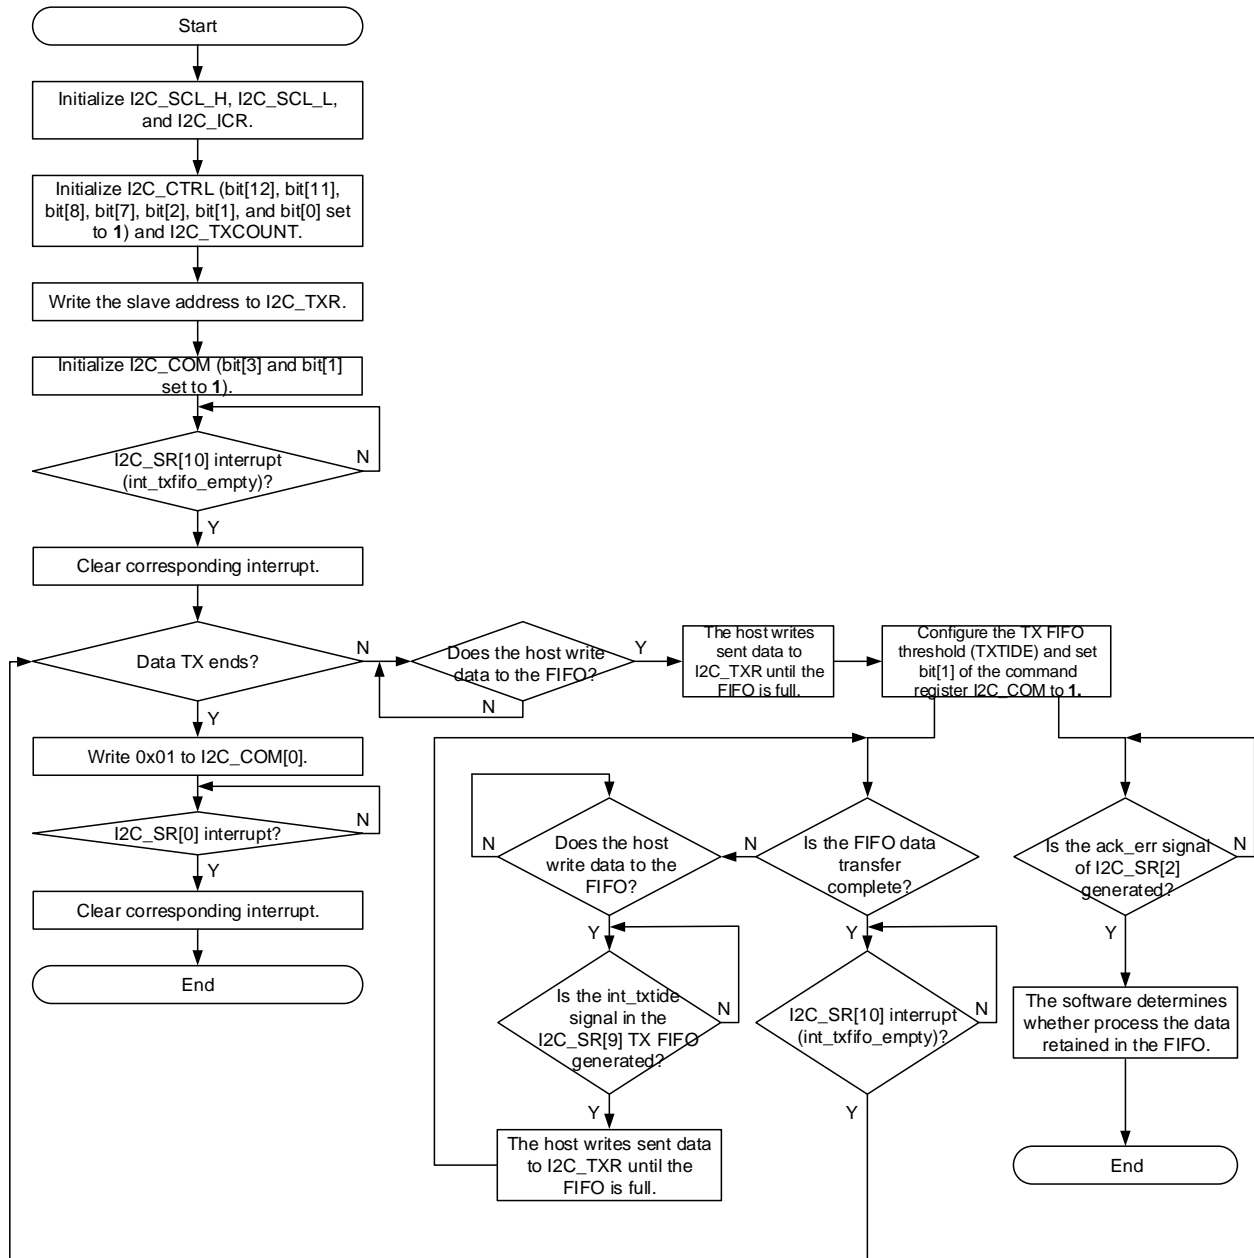 Start
Initialize I2C_SCL_H, I2C_SCL_L,
and I2C_ICR.
Initialize I2C_CTRL (bit[12], bit[11],
bit[8], bit[7], bit[2], bit[1], and bit[0] set
to 1) and I2C_TXCOUNT.
Write the slave address to I2C_TXR.
Initialize I2C_COM (bit[3] and bit[1]
set to 1).
I2C_SR[10] interrupt
(int_txfifo_empty)?
N
Y
Clear corresponding interrupt.
Data TX ends?
N
Y
Does the host write
data to the FIFO?
Y
N
The host writes
sent data to
I2C_TXR until the
FIFO is full.
Configure the TX FIFO
threshold (TXTIDE) and set
bit[1] of the command
register I2C_COM to 1.
Write 0x01 to I2C_COM[0].
I2C_SR[0] interrupt?
N
Y
Clear corresponding interrupt.
End
Does the host
write data to the
FIFO?
N
Y
Is the FIFO data
transfer
complete?
N
Y
Is the ack_err signal
of I2C_SR[2]
generated?
N
Y
Is the int_txtide
signal in the
I2C_SR[9] TX FIFO
generated?
N
Y
I2C_SR[10] interrupt
(int_txfifo_empty)?
N
Y
The software determines
whether process the data
retained in the FIFO.
The host writes sent data
to I2C_TXR until the
FIFO is full.
End